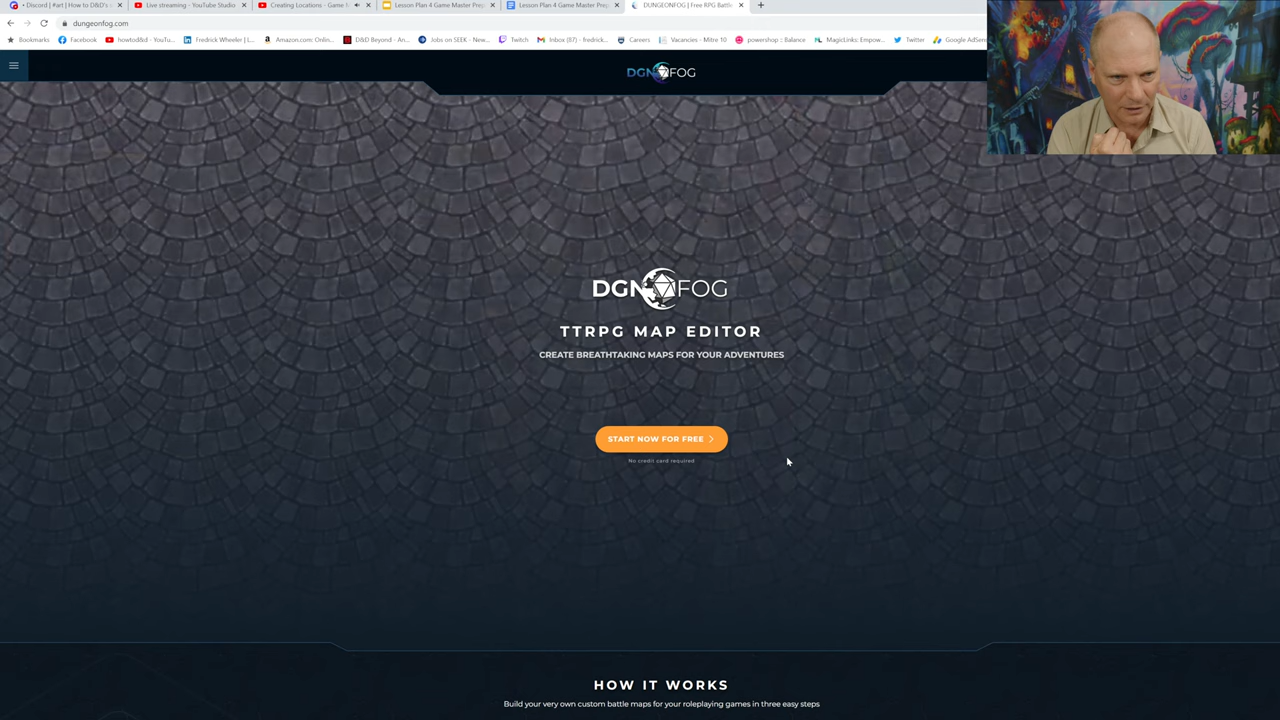 • Discord | #art | How to D&D's
Live streaming - YouTube Studio
Creating Locations - Game
Lesson Plan 4 Game Master Prep
Lesson Plan 4 Game Master Prep
DUNGEONFOG | Free RPG Battl
dungeonfog.com
Bookmarks
Facebook
howtod&d - YouTu...
Fredrick Wheeler (...
Amazon.com: Onlin...
D&D Beyond - An...
Jobs on SEEK - New...
Twitch
Inbox (87) - fredrick...
Careers
Vacancies - Mitre 10
powershop :: Balance
MagicLinks: Empow...
Twitter
Google AdSen
DGN FOG
DGN FOG
TTRPG MAP EDITOR
CREATE BREATHTAKING MAPS FOR YOUR ADVENTURES
START NOW FOR FREE
No credit card required
HOW IT WORKS
Build your very own custom battle maps for your roleplaying games in three easy steps